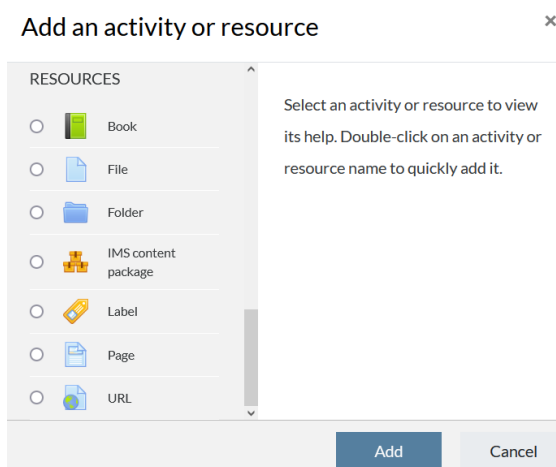 Add an activity or resource
×
RESOURCES
Book
File
Folder
IMS content
package
Label
Page
URL
Select an activity or resource to view
its help. Double-click on an activity or
resource name to quickly add it.
Add
Cancel